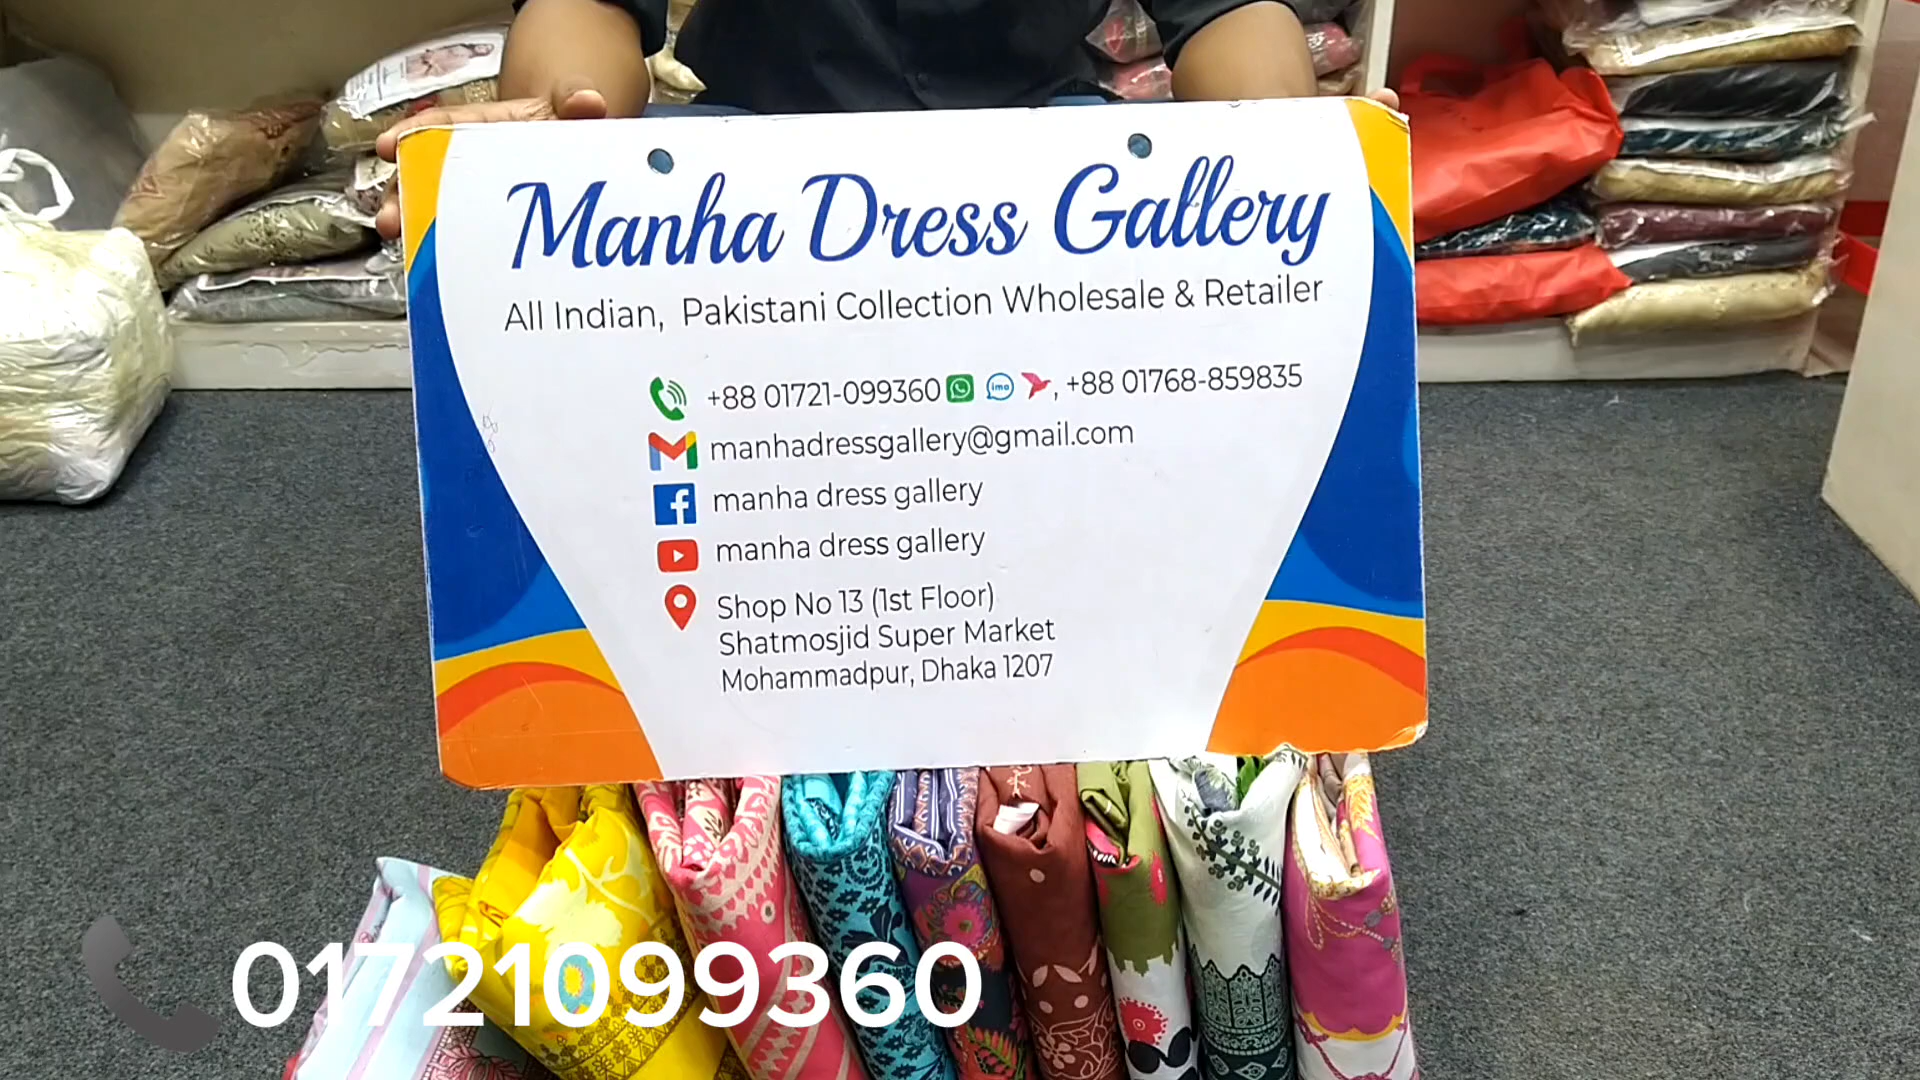 Manha Dress Gallery
All Indian, Pakistani Collection Wholesale & Retailer
+88 01721-099360 imo, +88 01768-859835
manhadressgallery@gmail.com
manha dress gallery
manha dress gallery
Shop No 13 (1st Floor)
Shatmosjid Super Market
Mohammadpur, Dhaka 1207
01721099360